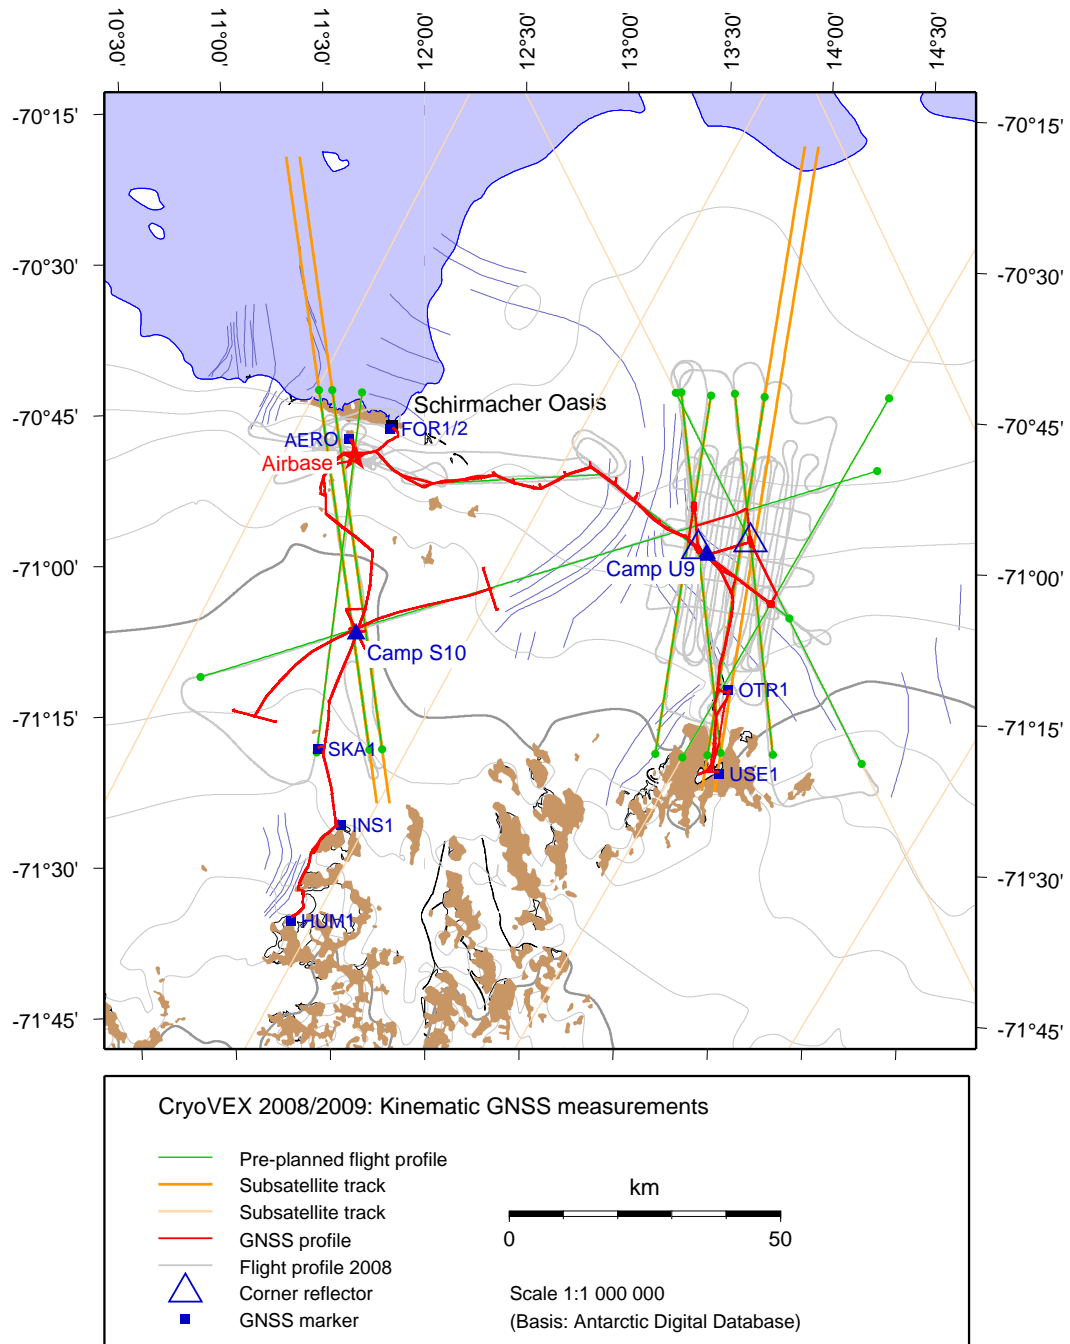 10°30'
11°00'
11°30'
12°00'
12°30'
13°00'
13°30'
14°00'
14°30'
-70°15'
-70°15'
-70°30'
-70°30'
-70°45'
-70°45'
Schirmacher Oasis
FOR1/2
AERO
Airbase
-71°00'
-71°00'
Camp U9
Camp S10
OTR1
-71°15'
-71°15'
SKA1
USE1
INS1
-71°30'
-71°30'
HUM1
-71°45'
-71°45'
CryoVEX 2008/2009: Kinematic GNSS measurements
Pre-planned flight profile
Subsatellite track
Subsatellite track
GNSS profile
Flight profile 2008
Corner reflector
GNSS marker
km
0 50
Scale 1:1 000 000
(Basis: Antarctic Digital Database)